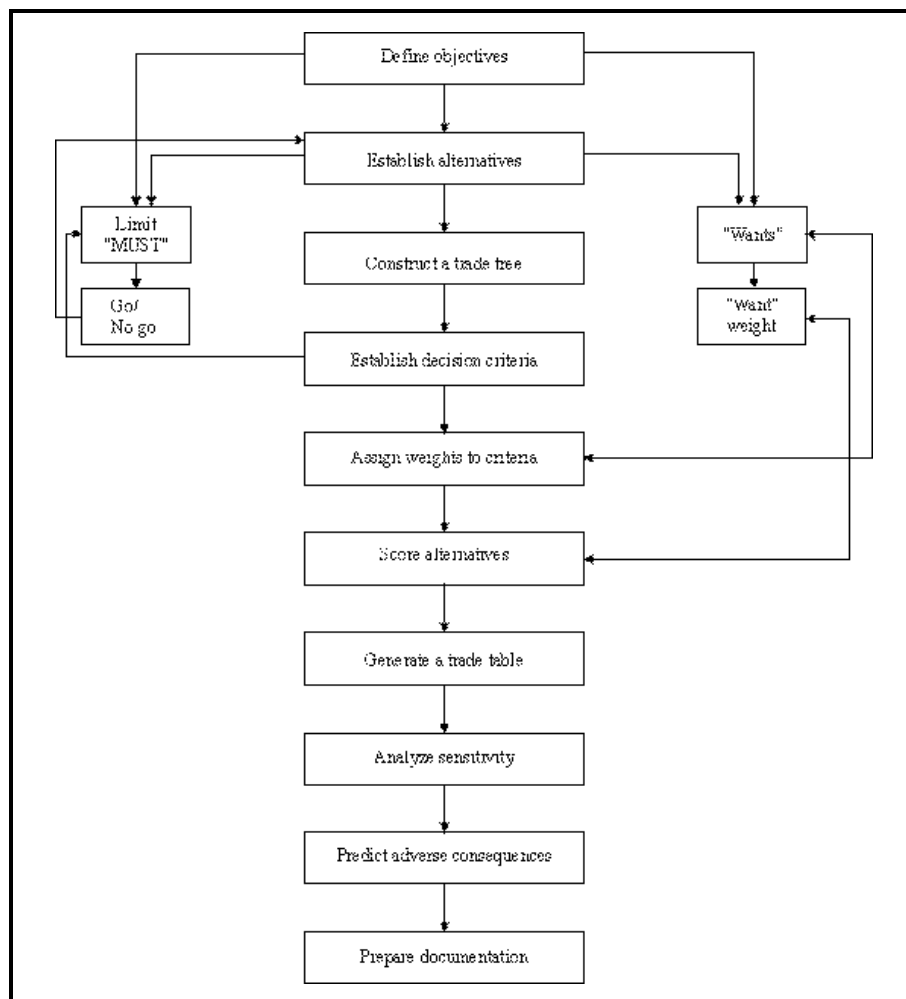 Define objectives
Establish alternatives
Limit
"MUST"
"Wants"
Construct a trade tree
Go/
No go
"Want"
weight
Establish decision criteria
Assign weights to criteria
Score alternatives
Generate a trade table
Analyze sensitivity
Predict adverse consequences
Prepare documentation